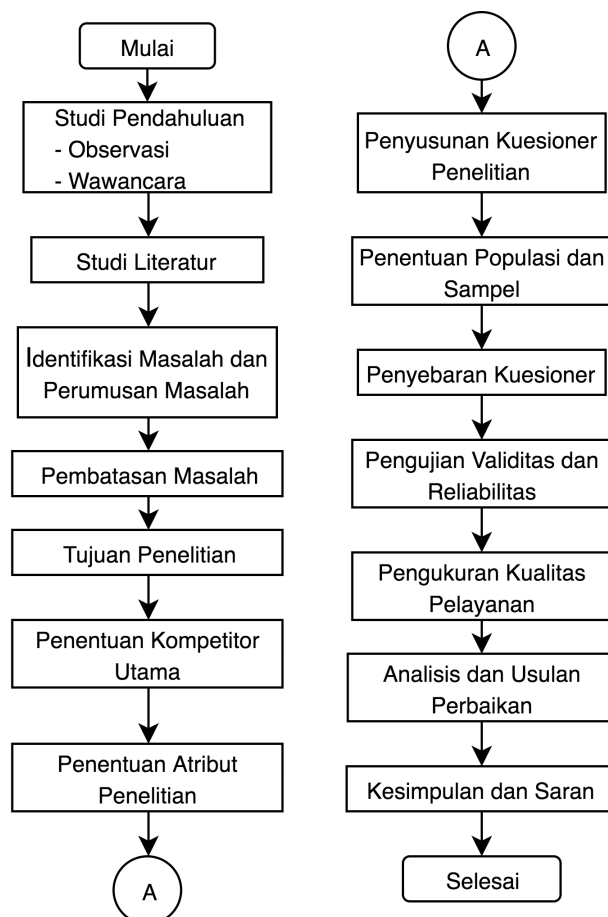 Mulai
Studi Pendahuluan
- Observasi
- Wawancara
Studi Literatur
Identifikasi Masalah dan
Perumusan Masalah
Pembatasan Masalah
Tujuan Penelitian
Penentuan Kompetitor
Utama
Penentuan Atribut
Penelitian
A
A
Penyusunan Kuesioner
Penelitian
Penentuan Populasi dan
Sampel
Penyebaran Kuesioner
Pengujian Validitas dan
Reliabilitas
Pengukuran Kualitas
Pelayanan
Analisis dan Usulan
Perbaikan
Kesimpulan dan Saran
Selesai